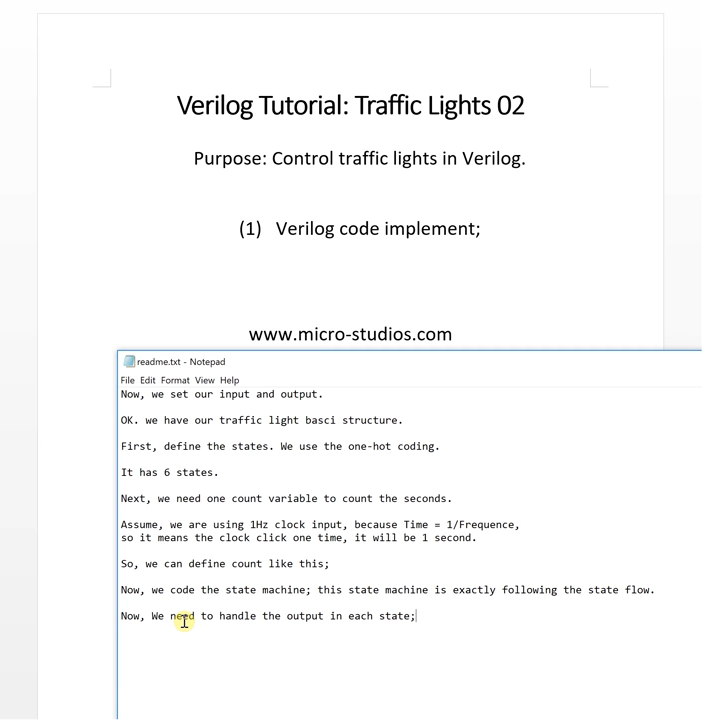 Verilog Tutorial: Traffic Lights 02
Purpose: Control traffic lights in Verilog.
(1) Verilog code implement;
www.micro-studios.com
readme.txt - Notepad
File Edit Format View Help
Now, we set our input and output.
OK. we have our traffic light basci structure.
First, define the states. We use the one-hot coding.
It has 6 states.
Next, we need one count variable to count the seconds.
Assume, we are using 1Hz clock input, because Time = 1/Frequence,
so it means the clock click one time, it will be 1 second.
So, we can define count like this;
Now, we code the state machine; this state machine is exactly following the state flow.
Now, We need to handle the output in each state;